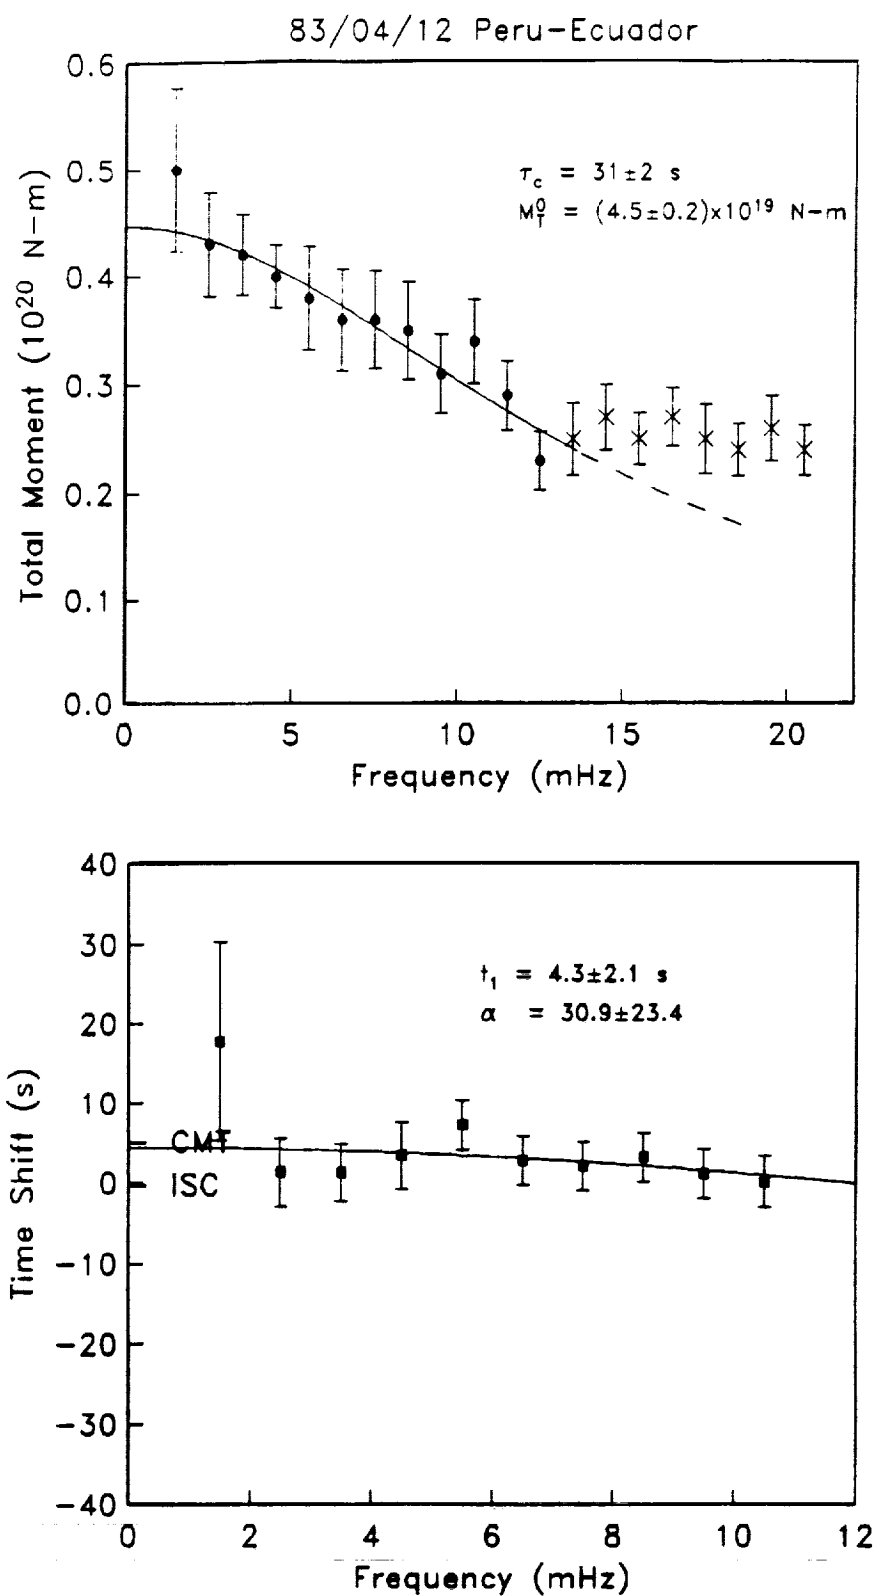 83/04/12 Peru-Ecuador
0.6
0.5
0.4
0.3
0.2
0.1
0.0
Total Moment (10²⁰ N-m)
τc = 31±2 s
M⁰T = (4.5±0.2)x10¹⁹ N-m
0 5 10 15 20
Frequency (mHz)
40
30
20
10
0
-10
-20
-30
-40
Time Shift (s)
t₁ = 4.3±2.1 s
α = 30.9±23.4
CMT
ISC
0 2 4 6 8 10 12
Frequency (mHz)